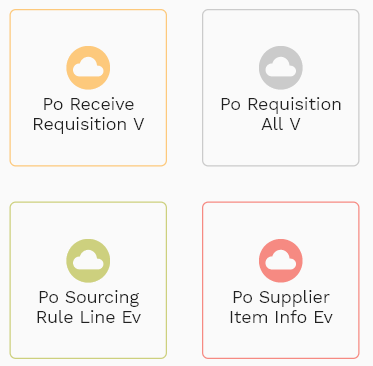 Po Receive
Requisition V
Po Requisition
All V
Po Sourcing
Rule Line Ev
Po Supplier
Item Info Ev